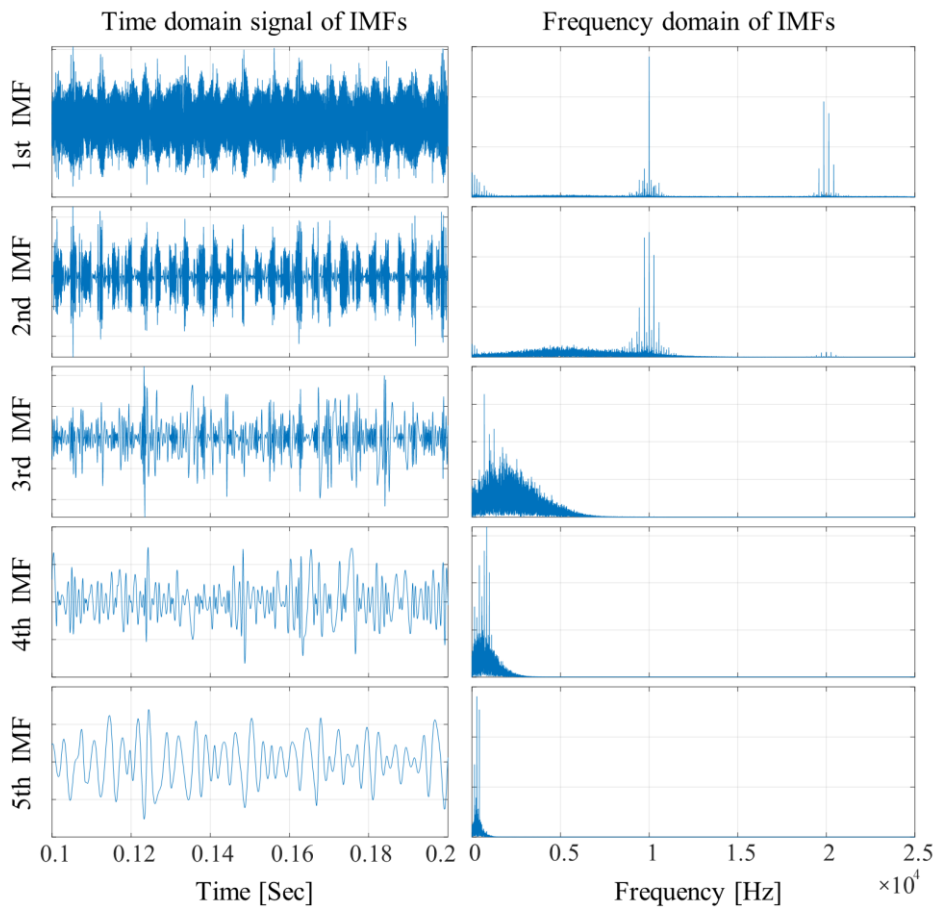 Time domain signal of IMFs
Frequency domain of IMFs
1st IMF
2nd IMF
3rd IMF
4th IMF
5th IMF
0.1 0.12 0.14 0.16 0.18 0.2
0 0.5 1 1.5 2 2.5
×10⁴
Time [Sec]
Frequency [Hz]